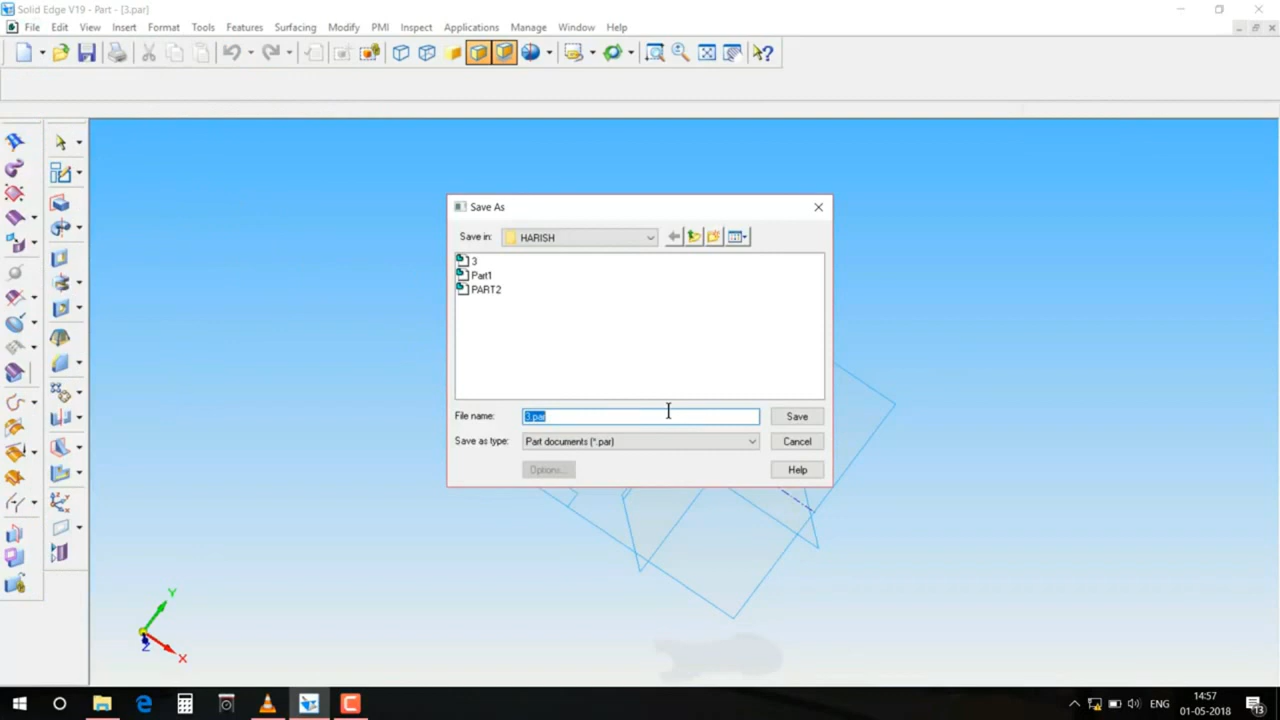 Solid Edge V19 - Part - [3.par]
File Edit View Insert Format Tools Features Surfacing Modify PMI Inspect Applications Manage Window Help
Save As
Save in: HARISH
3
Part1
PART2
File name: 3.par Save
Save as type: Part documents (*.par) Cancel
Options... Help
Y
Z
X
ENG
14:57
01-05-2018
13